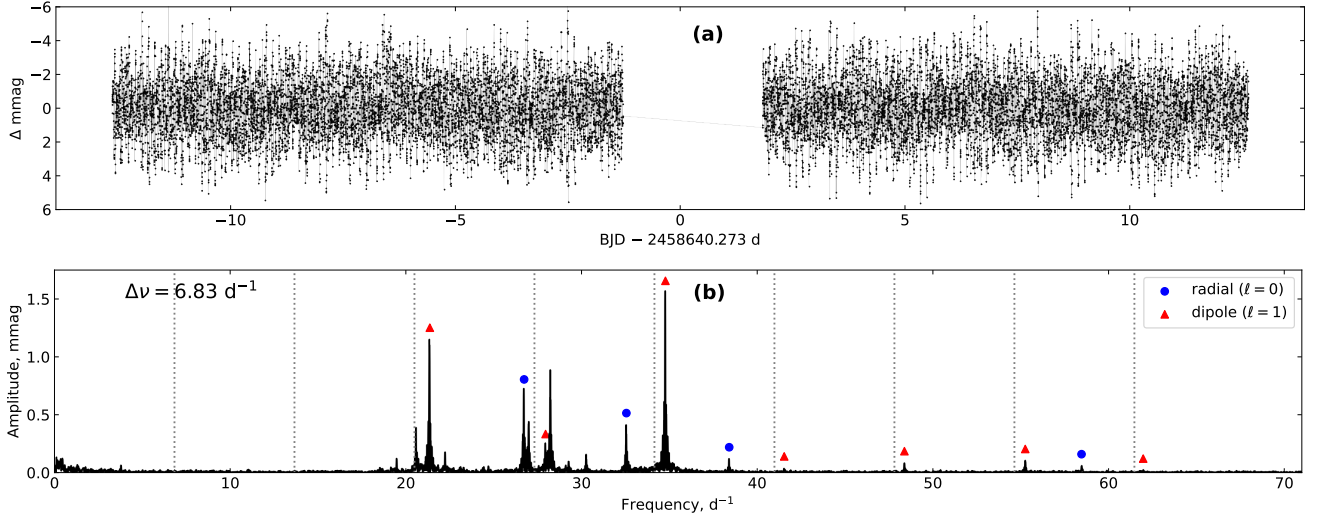 (a)
Δ mmag
−6
−4
−2
0
2
4
6
−10
−5
0
5
10
BJD − 2458640.273 d
Δν = 6.83 d⁻¹
(b)
radial (ℓ = 0)
dipole (ℓ = 1)
Amplitude, mmag
1.5
1.0
0.5
0.0
0
10
20
30
40
50
60
70
Frequency, d⁻¹